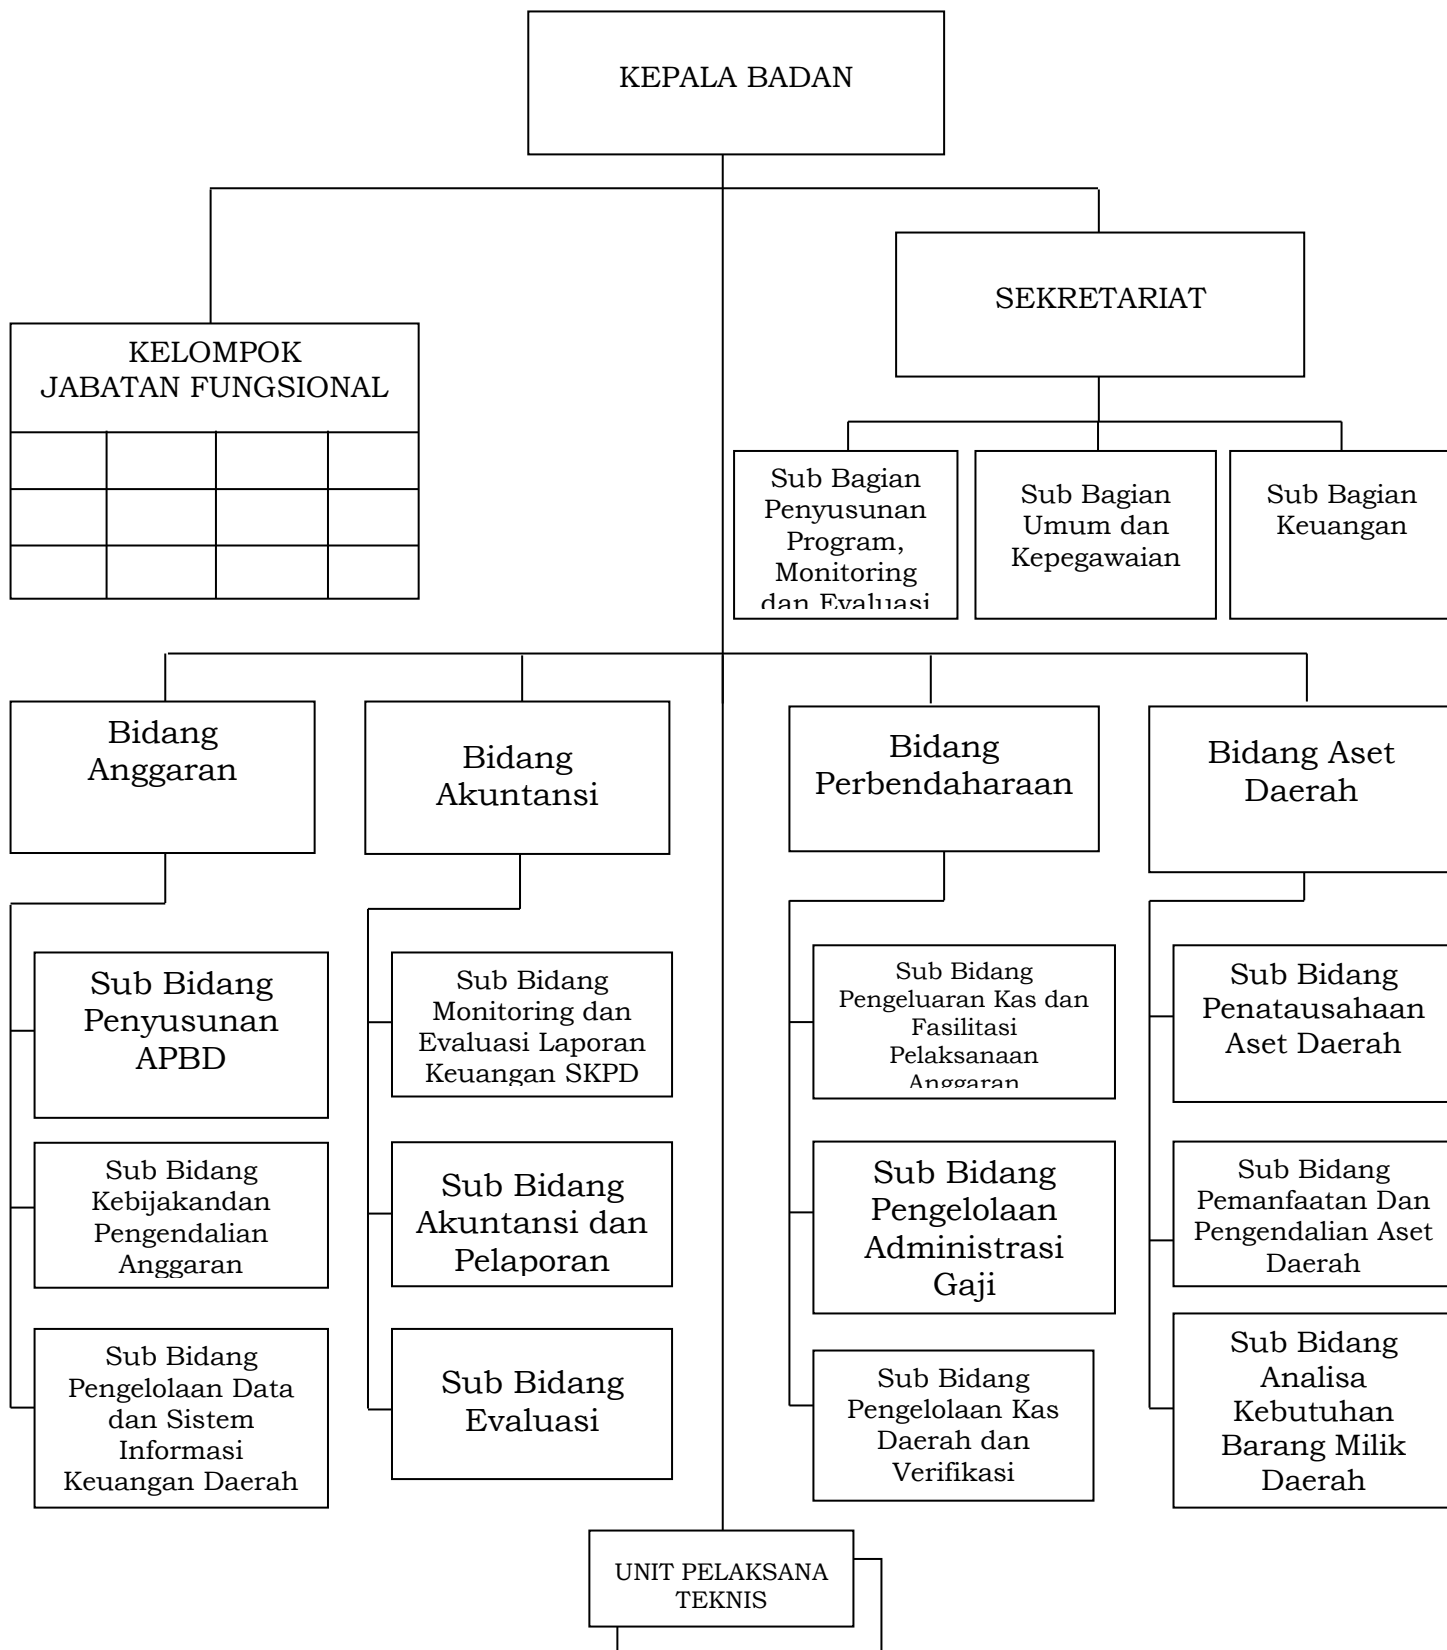 KEPALA BADAN
SEKRETARIAT
KELOMPOK
JABATAN FUNGSIONAL
Sub Bagian
Penyusunan
Program,
Monitoring
dan Evaluasi
Sub Bagian
Umum dan
Kepegawaian
Sub Bagian
Keuangan
Bidang
Anggaran
Bidang
Akuntansi
Bidang
Perbendaharaan
Bidang Aset
Daerah
Sub Bidang
Penyusunan
APBD
Sub Bidang
Monitoring dan
Evaluasi Laporan
Keuangan SKPD
Sub Bidang
Pengeluaran Kas dan
Fasilitasi
Pelaksanaan
Anggaran
Sub Bidang
Penatausahaan
Aset Daerah
Sub Bidang
Kebijakandan
Pengendalian
Anggaran
Sub Bidang
Akuntansi dan
Pelaporan
Sub Bidang
Pengelolaan
Administrasi
Gaji
Sub Bidang
Pemanfaatan Dan
Pengendalian Aset
Daerah
Sub Bidang
Pengelolaan Data
dan Sistem
Informasi
Keuangan Daerah
Sub Bidang
Evaluasi
Sub Bidang
Pengelolaan Kas
Daerah dan
Verifikasi
Sub Bidang
Analisa
Kebutuhan
Barang Milik
Daerah
UNIT PELAKSANA
TEKNIS